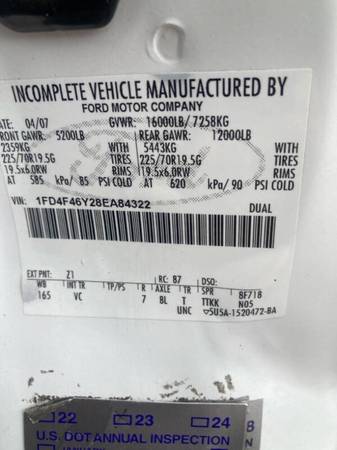 INCOMPLETE VEHICLE MANUFACTURED BY
FORD MOTOR COMPANY
DATE: 04/07 GVWR: 16000LB/ 7258KG
FRONT GAWR: 5200LB REAR GAWR: 12000LB
2359KG WITH 5443KG WITH
225/70R19.5G TIRES 225/70R19.5G TIRES
19.5x6.0RW RIMS 19.5x6.0RW RIMS
AT 585 kPa/ 85 PSI COLD AT 620 kPa/ 90 PSI COLD
VIN: 1FD4F46Y28EA84322 DUAL
EXT PNT: Z1 RC: 87 DSO:
WB INT TR TP/PS R AXLE TR SPR 8F718
165 VC 7 BL T TTKK N05
UNC ▽5U5A-1520472-BA
22 23 24
U.S. DOT ANNUAL INSPECTION
JANUARY